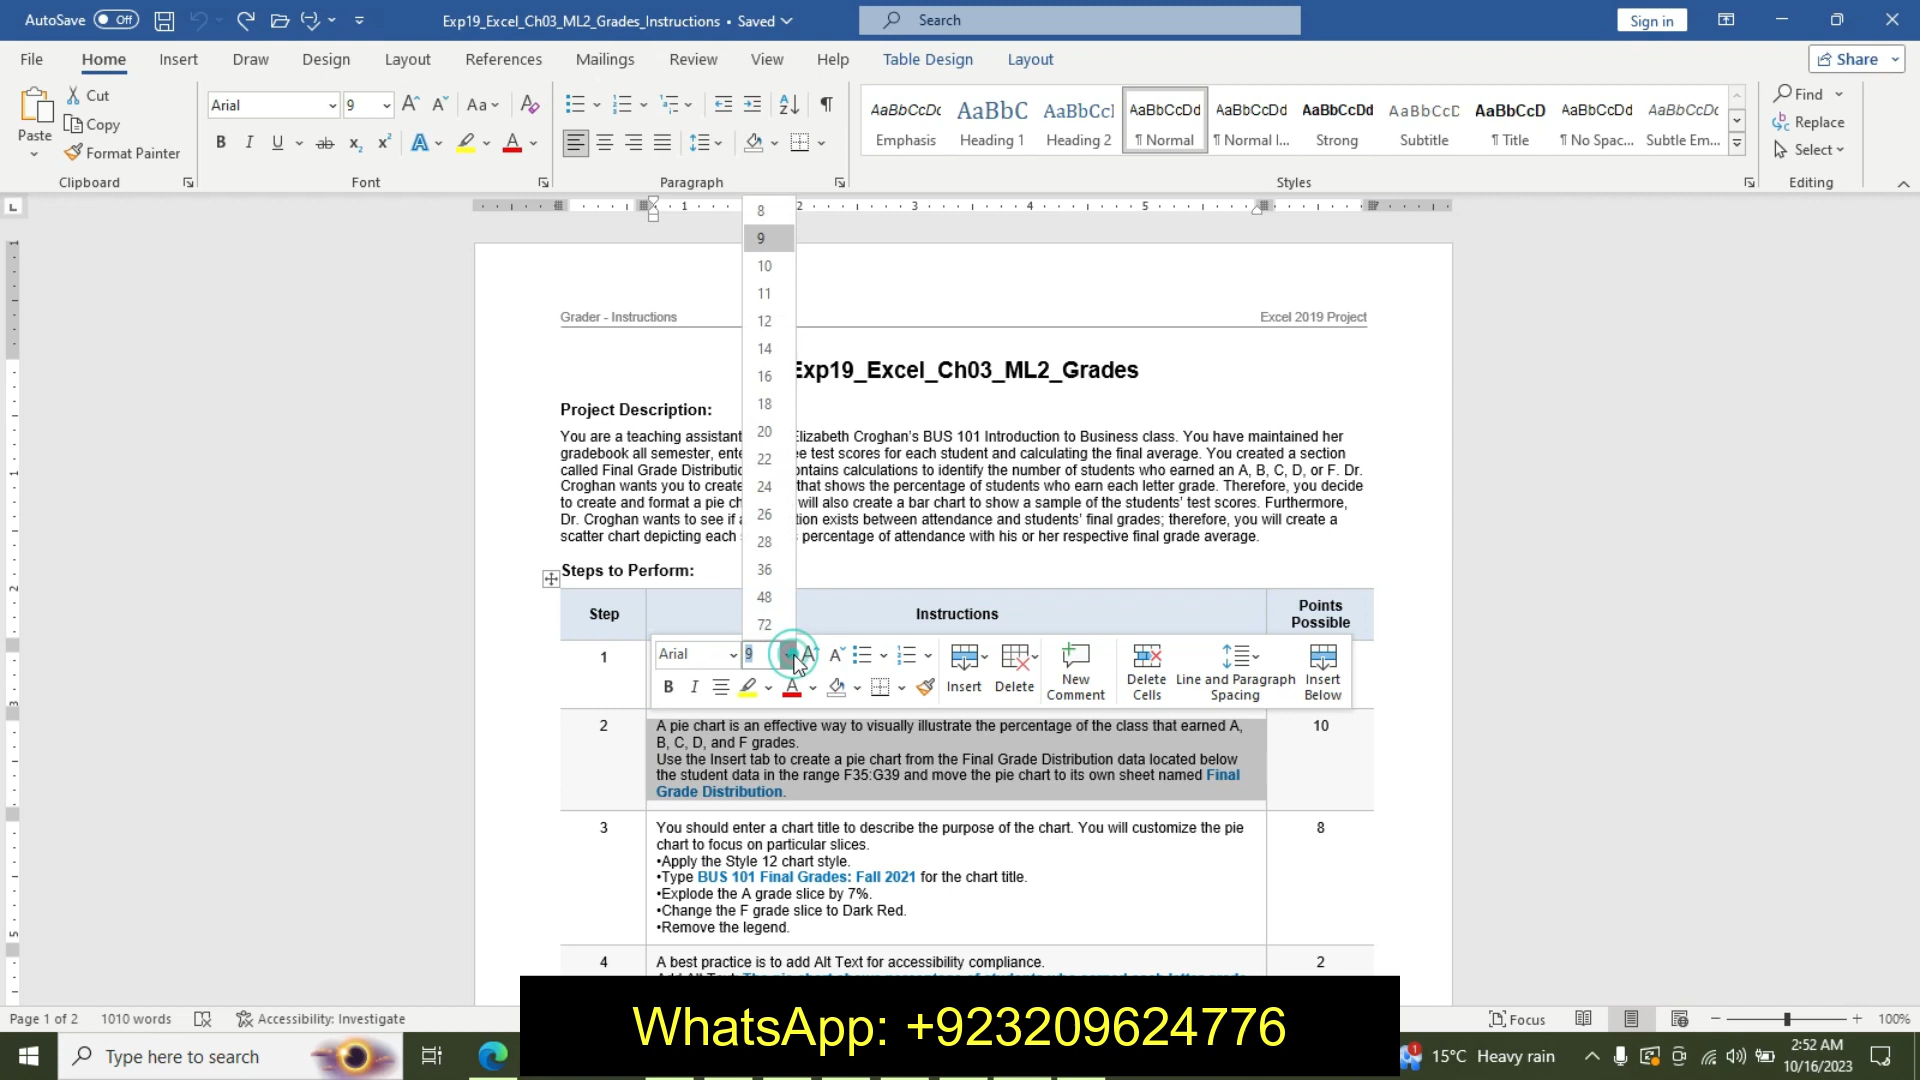 AutoSave Off Exp19_Excel_Ch03_ML2_Grades_Instructions • Saved Search Sign in
File Home Insert Draw Design Layout References Mailings Review View Help Table Design Layout Share
Paste Cut Copy Format Painter
Arial 9 Aa
B I U ab x₂ x² A A
AaBbCcDc AaBbC AaBbCcI AaBbCcDd AaBbCcDd AaBbCcDd AaBbCcD AaBbCcD AaBbCcDd AaBbCcDc
Emphasis Heading 1 Heading 2 ¶ Normal ¶ Normal I... Strong Subtitle ¶ Title ¶ No Spac... Subtle Em...
Find
Replace
Select
Clipboard Font Paragraph Styles Editing
1 2 3 4 5
8
9
10
11
12
14
16
18
20
22
24
26
28
36
48
72
Grader - Instructions Excel 2019 Project
Exp19_Excel_Ch03_ML2_Grades
Project Description:
You are a teaching assistant Elizabeth Croghan's BUS 101 Introduction to Business class. You have maintained her
gradebook all semester, ente e test scores for each student and calculating the final average. You created a section
called Final Grade Distributio ontains calculations to identify the number of students who earned an A, B, C, D, or F. Dr.
Croghan wants you to create that shows the percentage of students who earn each letter grade. Therefore, you decide
to create and format a pie ch will also create a bar chart to show a sample of the students' test scores. Furthermore,
Dr. Croghan wants to see if a tion exists between attendance and students' final grades; therefore, you will create a
scatter chart depicting each s percentage of attendance with his or her respective final grade average.
Steps to Perform:
Step Instructions Points Possible
1
Arial 9 A A
B I A
Insert Delete New Comment Delete Cells Line and Paragraph Spacing Insert Below
2 A pie chart is an effective way to visually illustrate the percentage of the class that earned A, 10
B, C, D, and F grades.
Use the Insert tab to create a pie chart from the Final Grade Distribution data located below
the student data in the range F35:G39 and move the pie chart to its own sheet named Final
Grade Distribution.
3 You should enter a chart title to describe the purpose of the chart. You will customize the pie 8
chart to focus on particular slices.
•Apply the Style 12 chart style.
•Type BUS 101 Final Grades: Fall 2021 for the chart title.
•Explode the A grade slice by 7%.
•Change the F grade slice to Dark Red.
•Remove the legend.
4 A best practice is to add Alt Text for accessibility compliance. 2
WhatsApp: +923209624776
Page 1 of 2 1010 words Accessibility: Investigate Focus 100%
Type here to search 1 15°C Heavy rain 2:52 AM
10/16/2023